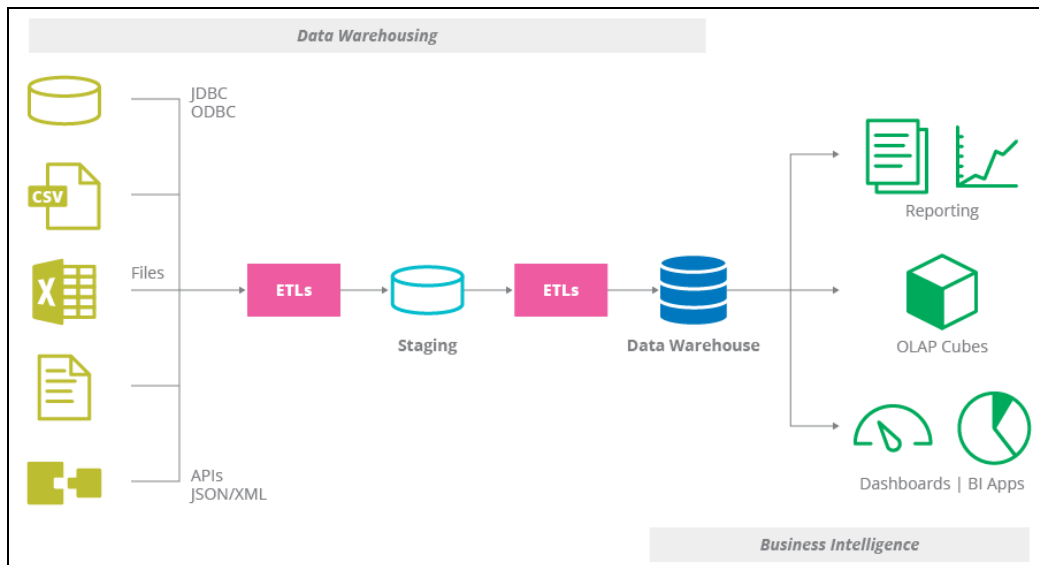 Data Warehousing
JDBC
ODBC
CSV
X
Files
ETLs
Staging
ETLs
Data Warehouse
APIs
JSON/XML
Reporting
OLAP Cubes
Dashboards | BI Apps
Business Intelligence